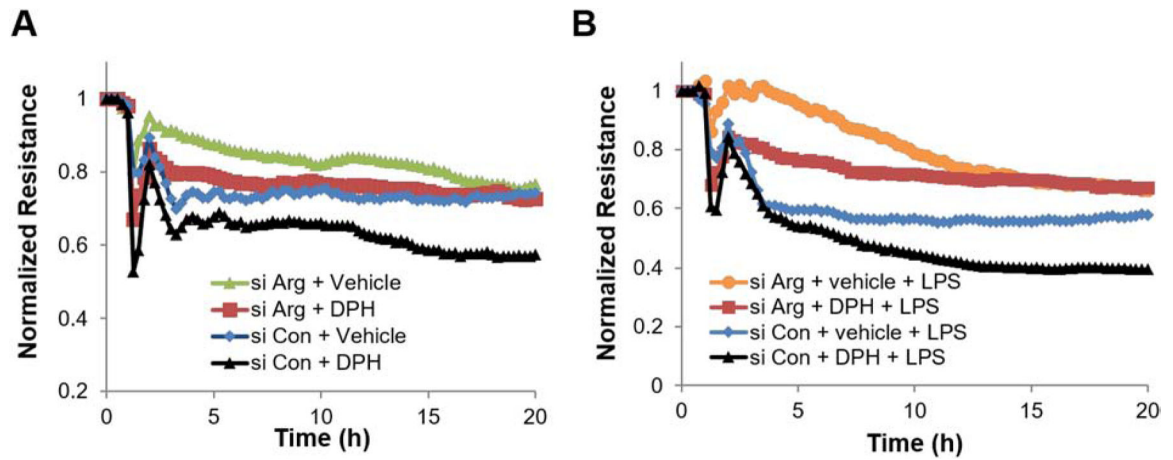 A
Normalized Resistance
1
0.8
0.6
0.4
0.2
si Arg + Vehicle
si Arg + DPH
si Con + Vehicle
si Con + DPH
0 5 10 15 20
Time (h)
B
Normalized Resistance
1
0.8
0.6
0.4
0.2
0
si Arg + vehicle + LPS
si Arg + DPH + LPS
si Con + vehicle + LPS
si Con + DPH + LPS
0 5 10 15 20
Time (h)